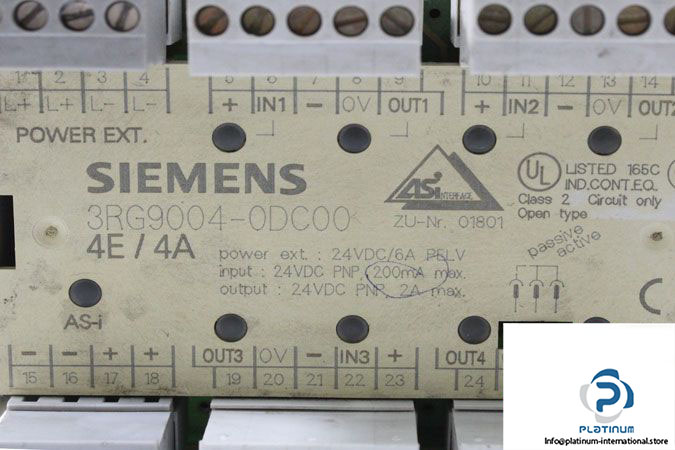 1 2 3 4 5 6 7 8 9 10 11 12 13 14
L+ L+ L- L- + IN1 - 0V OUT1 + IN2 - 0V OUT2
POWER EXT.
SIEMENS
3RG9004-0DC00
4E / 4A
ASi
INTERFACE
ZU-Nr. 01801
UL
LISTED 165C
IND.CONT.EQ.
Class 2 Circuit only
Open type
power ext. : 24VDC/6A PELV
input : 24VDC PNP, 200mA max.
output : 24VDC PNP, 2A max.
passive
active
AS-i
- - + + OUT3 0V - IN3 + OUT4
15 16 17 18 19 20 21 22 23 24
PLATINUM
Info@platinum-international.store